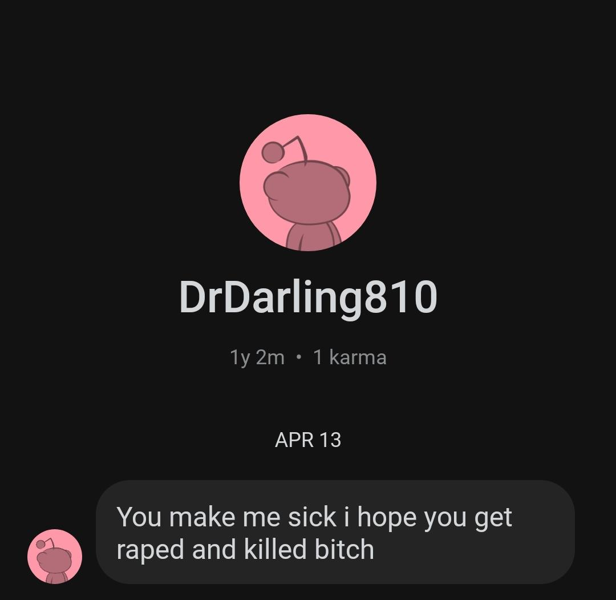 DrDarling810
1y 2m • 1 karma
APR 13
You make me sick i hope you get
raped and killed bitch